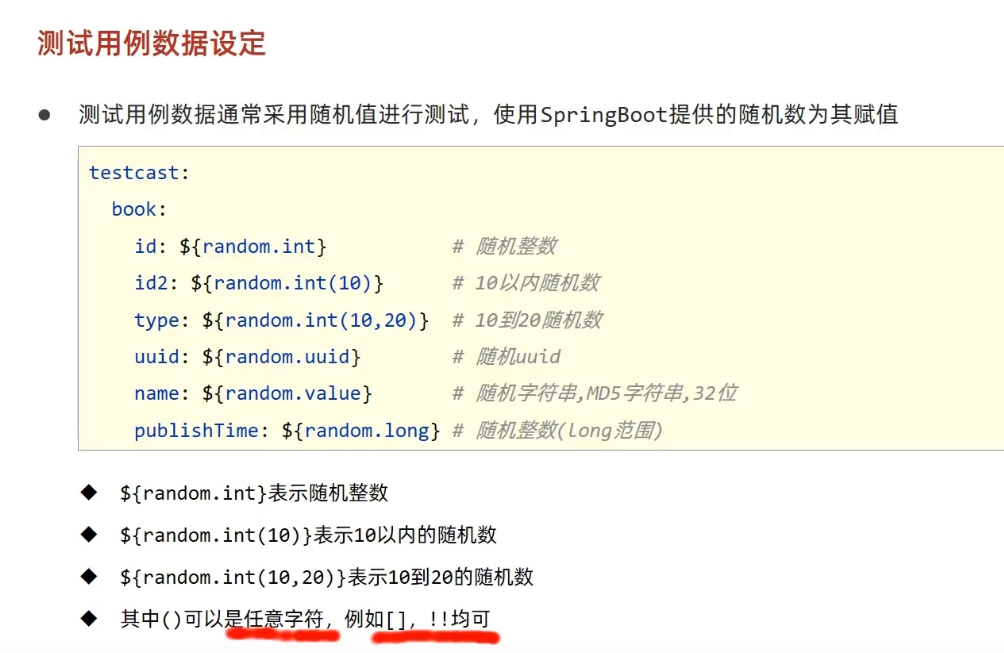 测试用例数据设定
● 测试用例数据通常采用随机值进行测试，使用SpringBoot提供的随机数为其赋值
testcast:
  book:
    id: ${random.int}           # 随机整数
    id2: ${random.int(10)}      # 10以内随机数
    type: ${random.int(10,20)}  # 10到20随机数
    uuid: ${random.uuid}        # 随机uuid
    name: ${random.value}       # 随机字符串,MD5字符串,32位
    publishTime: ${random.long} # 随机整数(long范围)
◆ ${random.int}表示随机整数
◆ ${random.int(10)}表示10以内的随机数
◆ ${random.int(10,20)}表示10到20的随机数
◆ 其中()可以是任意字符，例如[]，!!均可